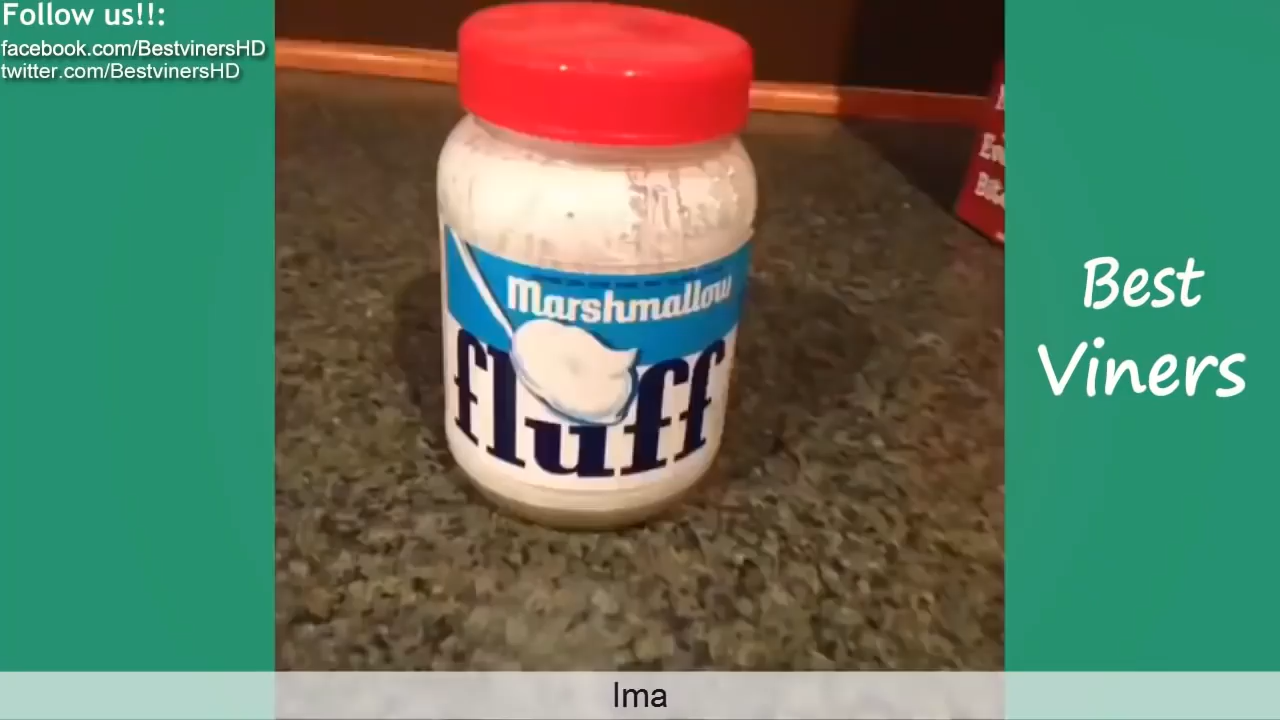 Follow us!!:
facebook.com/BestvinersHD
twitter.com/BestvinersHD
Marshmallow
fluff
Best
Viners
Ima